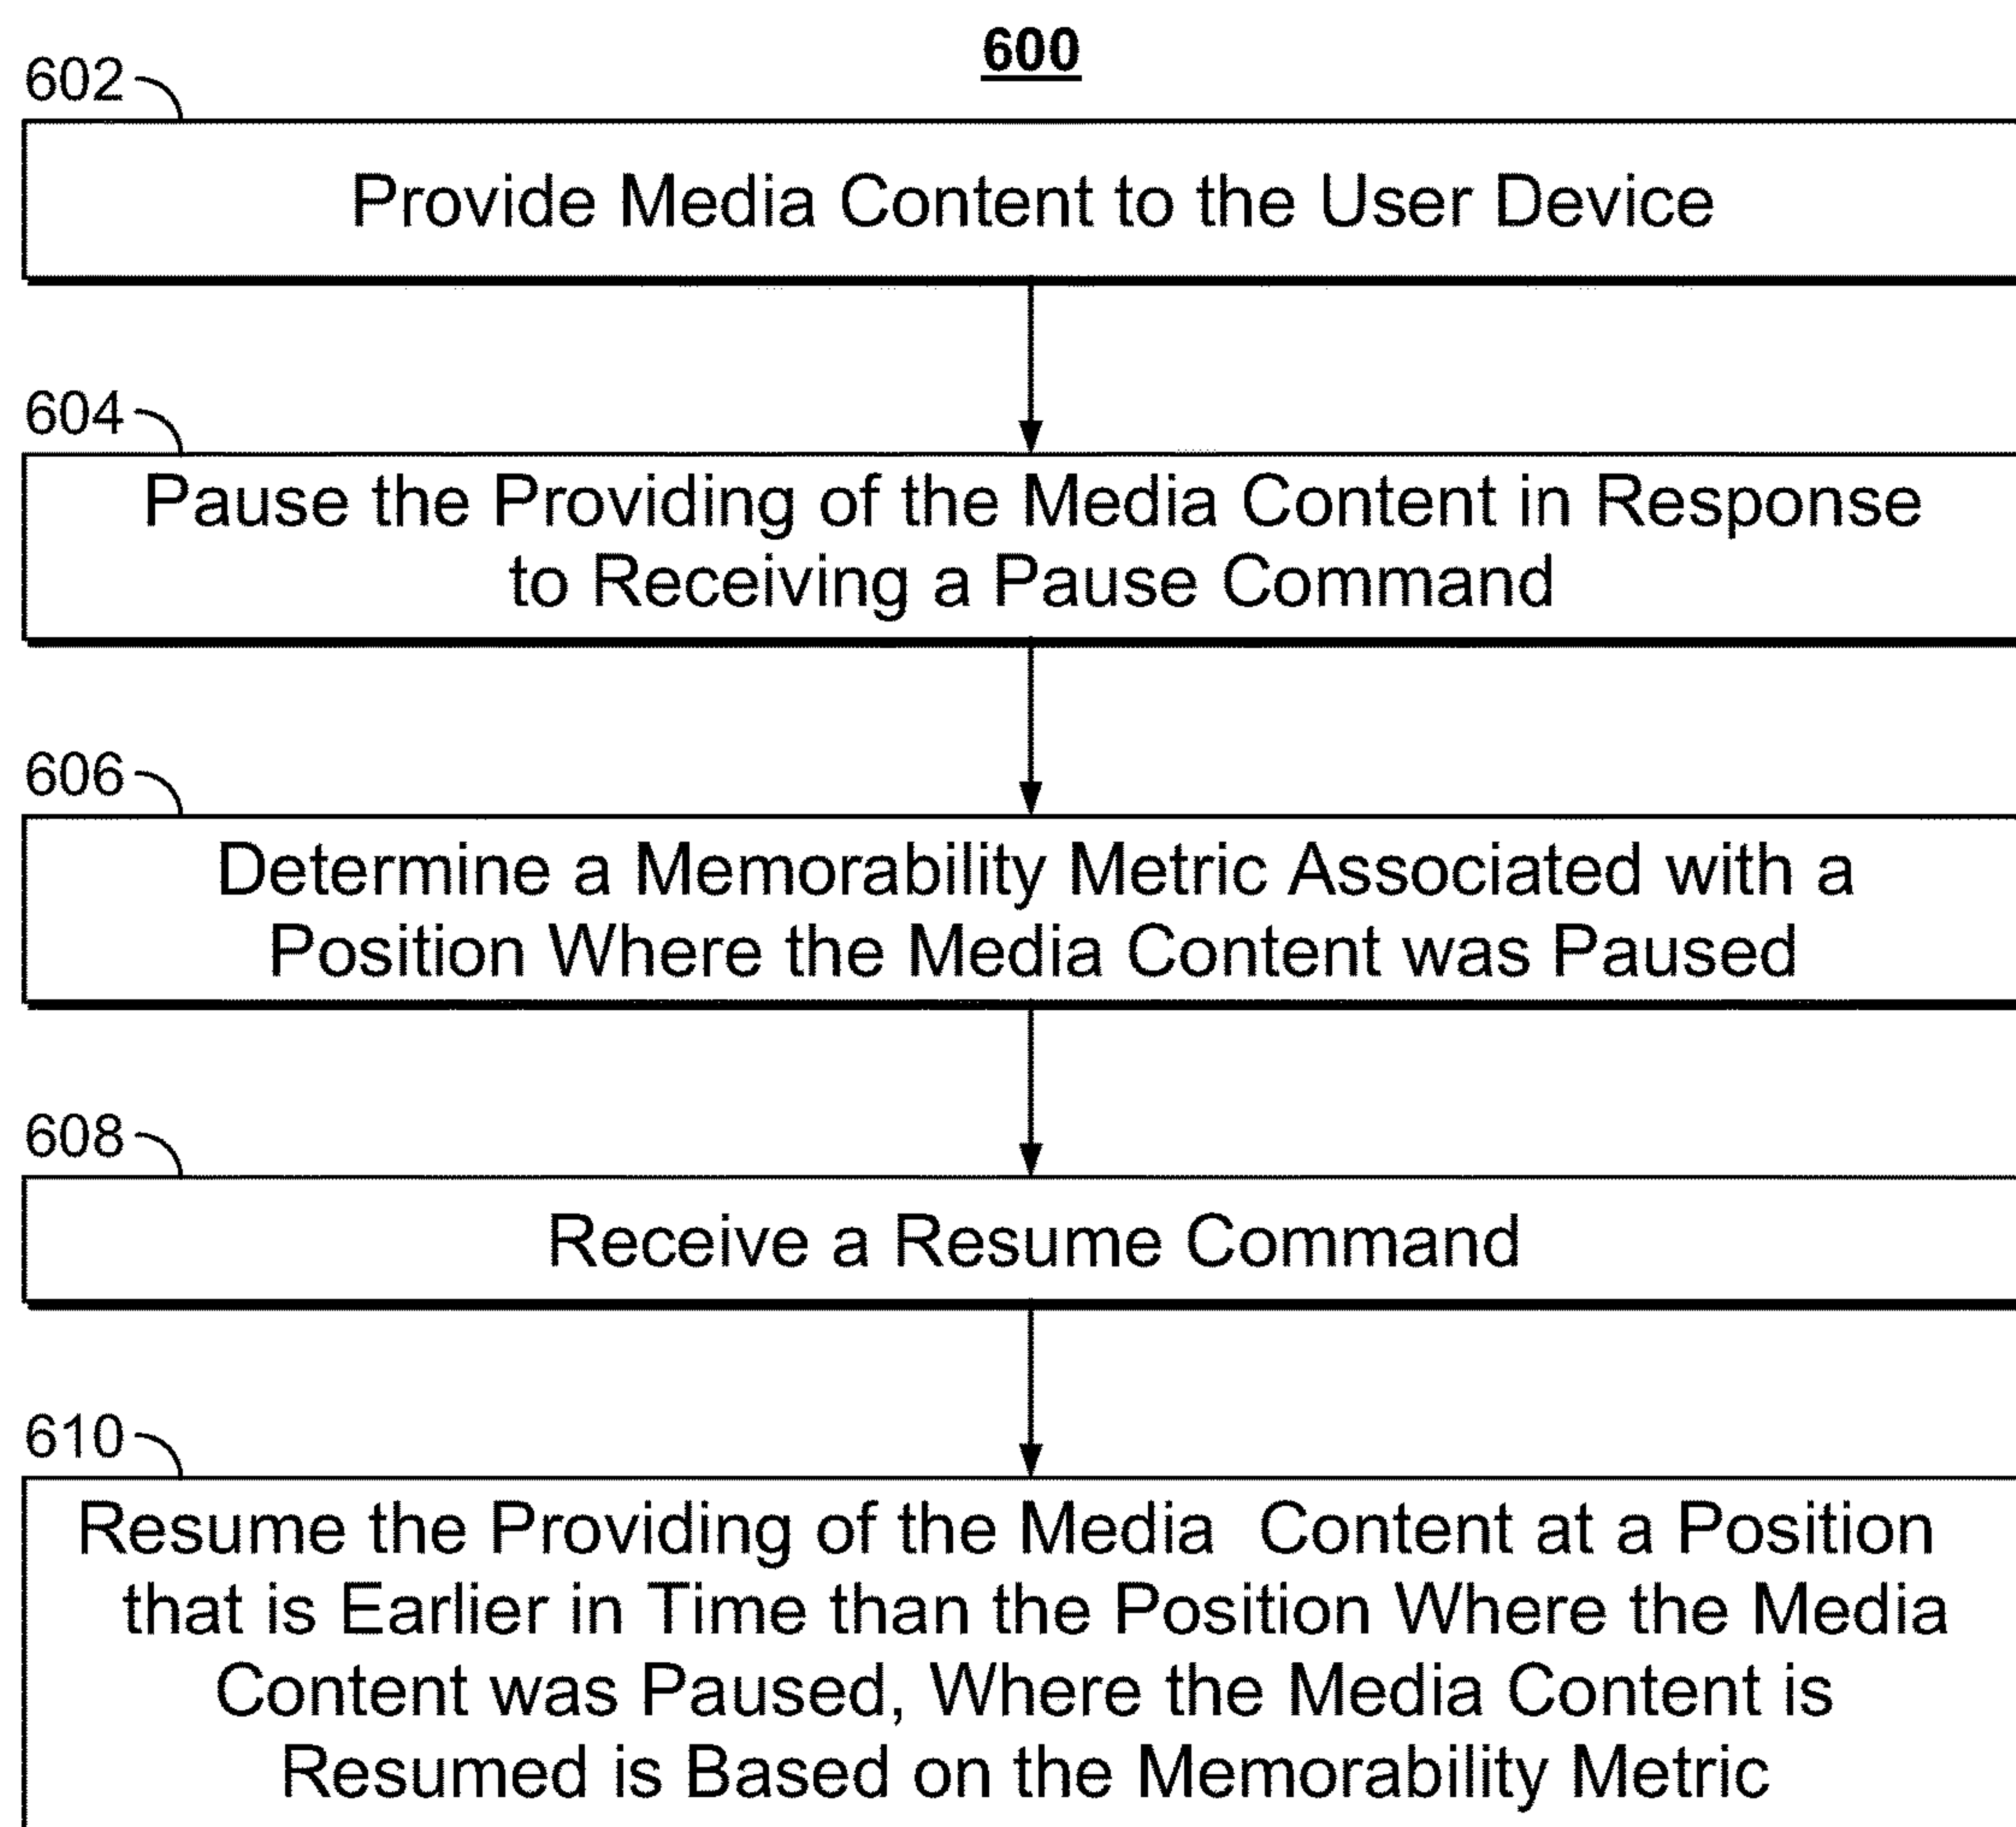 600
602
Provide Media Content to the User Device
604
Pause the Providing of the Media Content in Response
to Receiving a Pause Command
606
Determine a Memorability Metric Associated with a
Position Where the Media Content was Paused
608
Receive a Resume Command
610
Resume the Providing of the Media Content at a Position
that is Earlier in Time than the Position Where the Media
Content was Paused, Where the Media Content is
Resumed is Based on the Memorability Metric